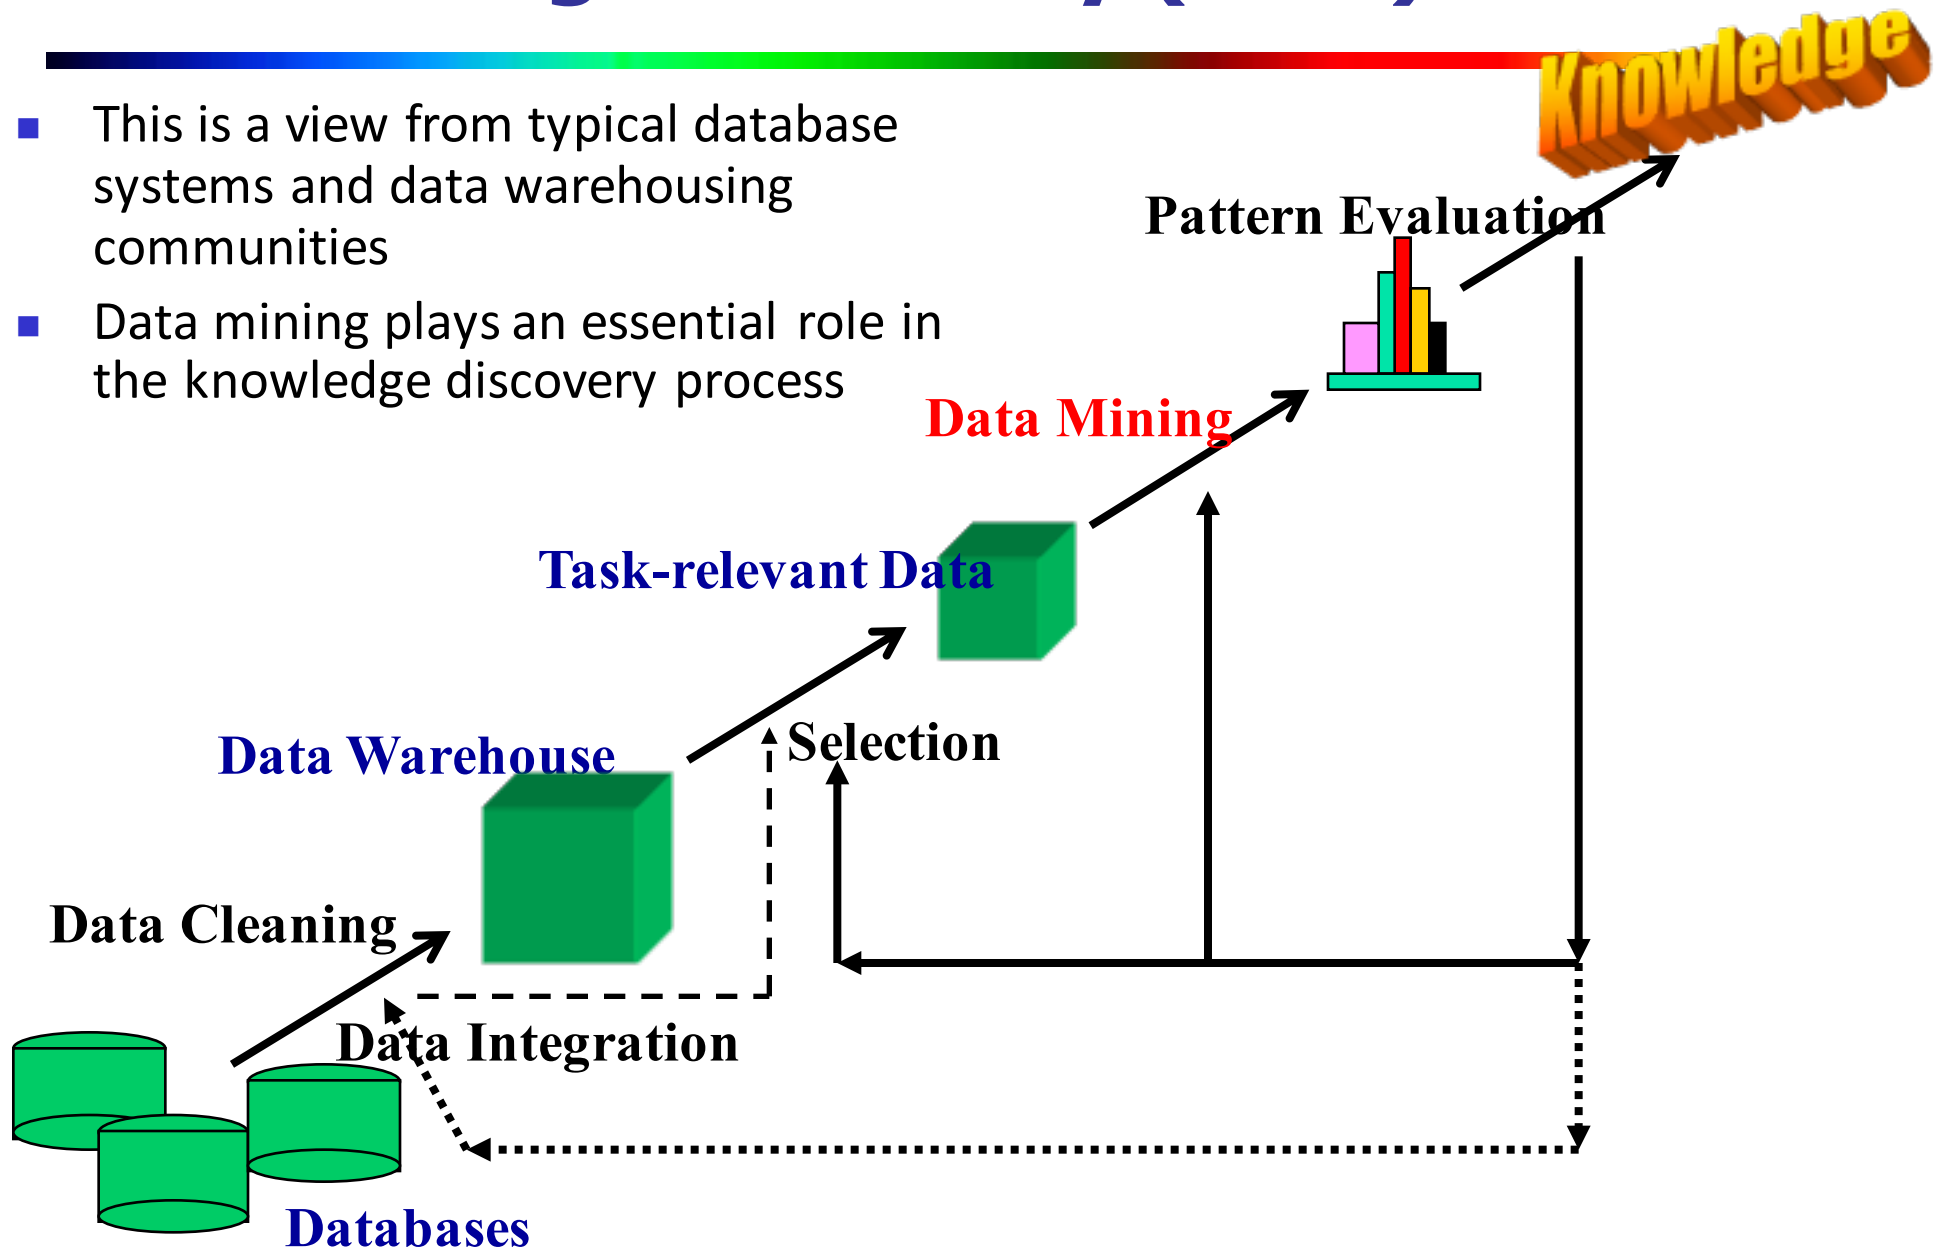 Knowledge
This is a view from typical database
systems and data warehousing
communities
Data mining plays an essential role in
the knowledge discovery process
Pattern Evaluation
Data Mining
Task-relevant Data
Selection
Data Warehouse
Data Cleaning
Data Integration
Databases